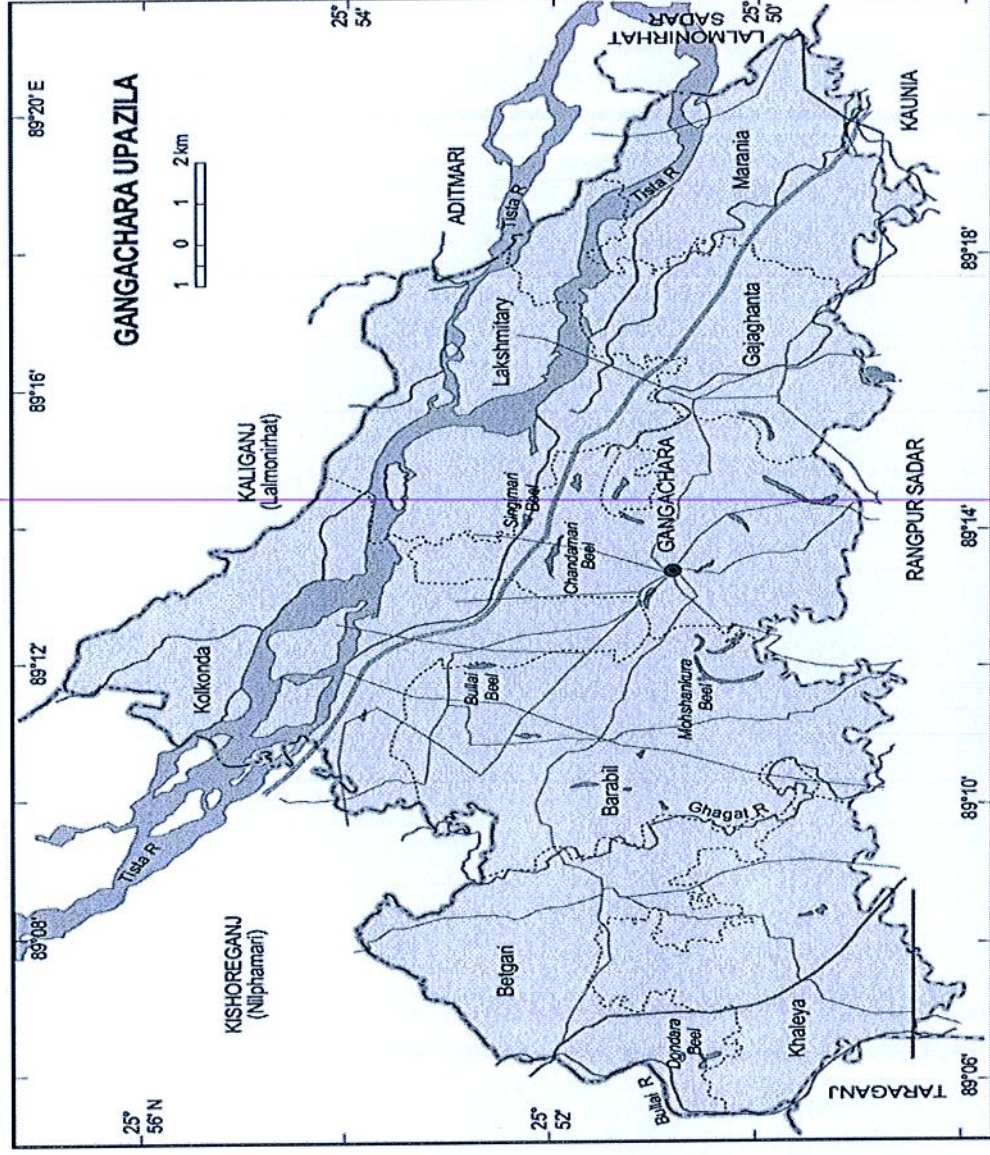 GANGACHARA UPAZILA
1 0 1 2 km
89°08'
89°12'
89°16'
89°20' E
25°
56' N
25°
54'
25°
52'
25°
50'
89°06'
89°10'
89°14'
89°18'
KISHOREGANJ
(Nilphamari)
KALIGANJ
(Lalmonirhat)
ADITMARI
LALMONIRHAT
SADAR
KAUNIA
RANGPUR SADAR
TARAGANJ
Tista R
Tista R
Tista R
Kolkonda
Lakshmitary
Marania
Gajaghanta
GANGACHARA
Singimari
Beel
Chandamari
Beel
Bullai
Beel
Mohshankura
Beel
Barabil
Ghagat R
Betgari
Dondara
Beel
Bullai R
Khaleya